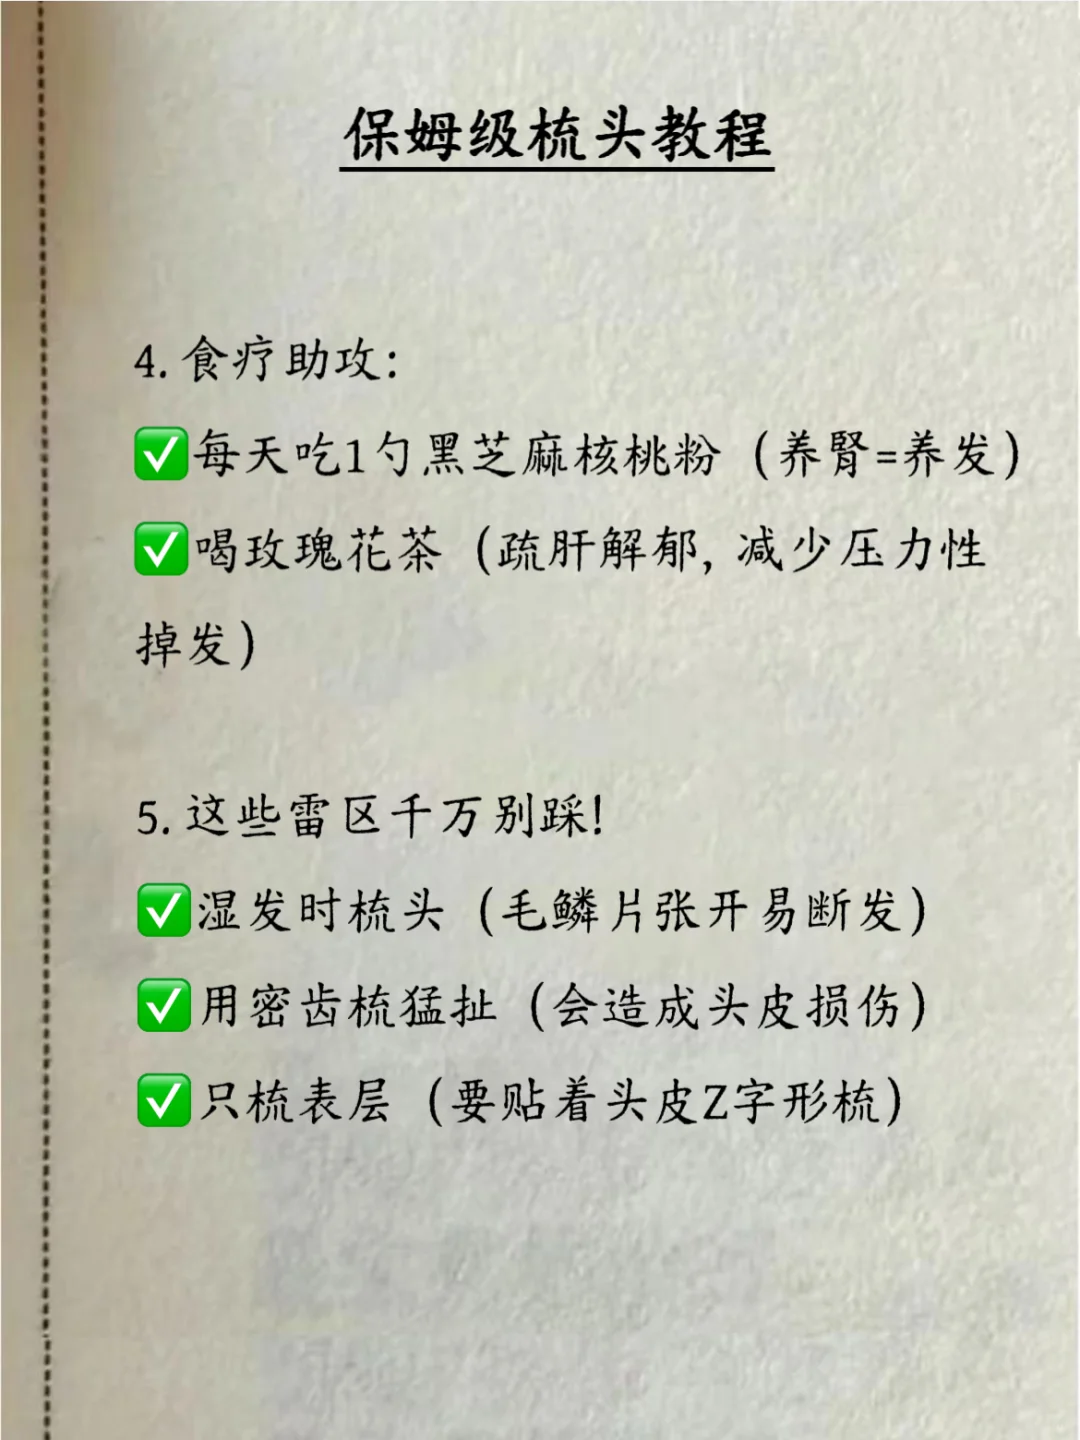 保姆级梳头教程
4. 食疗助攻:
✅每天吃1勺黑芝麻核桃粉（养腎=养发）
✅喝玫瑰花茶（疏肝解郁, 减少压力性
掉发）
5. 这些雷区千万别踩!
✅湿发时梳头（毛鳞片张开易断发）
✅用密齿梳猛扯（会造成头皮损伤）
✅只梳表层（要贴着头皮Z字形梳）